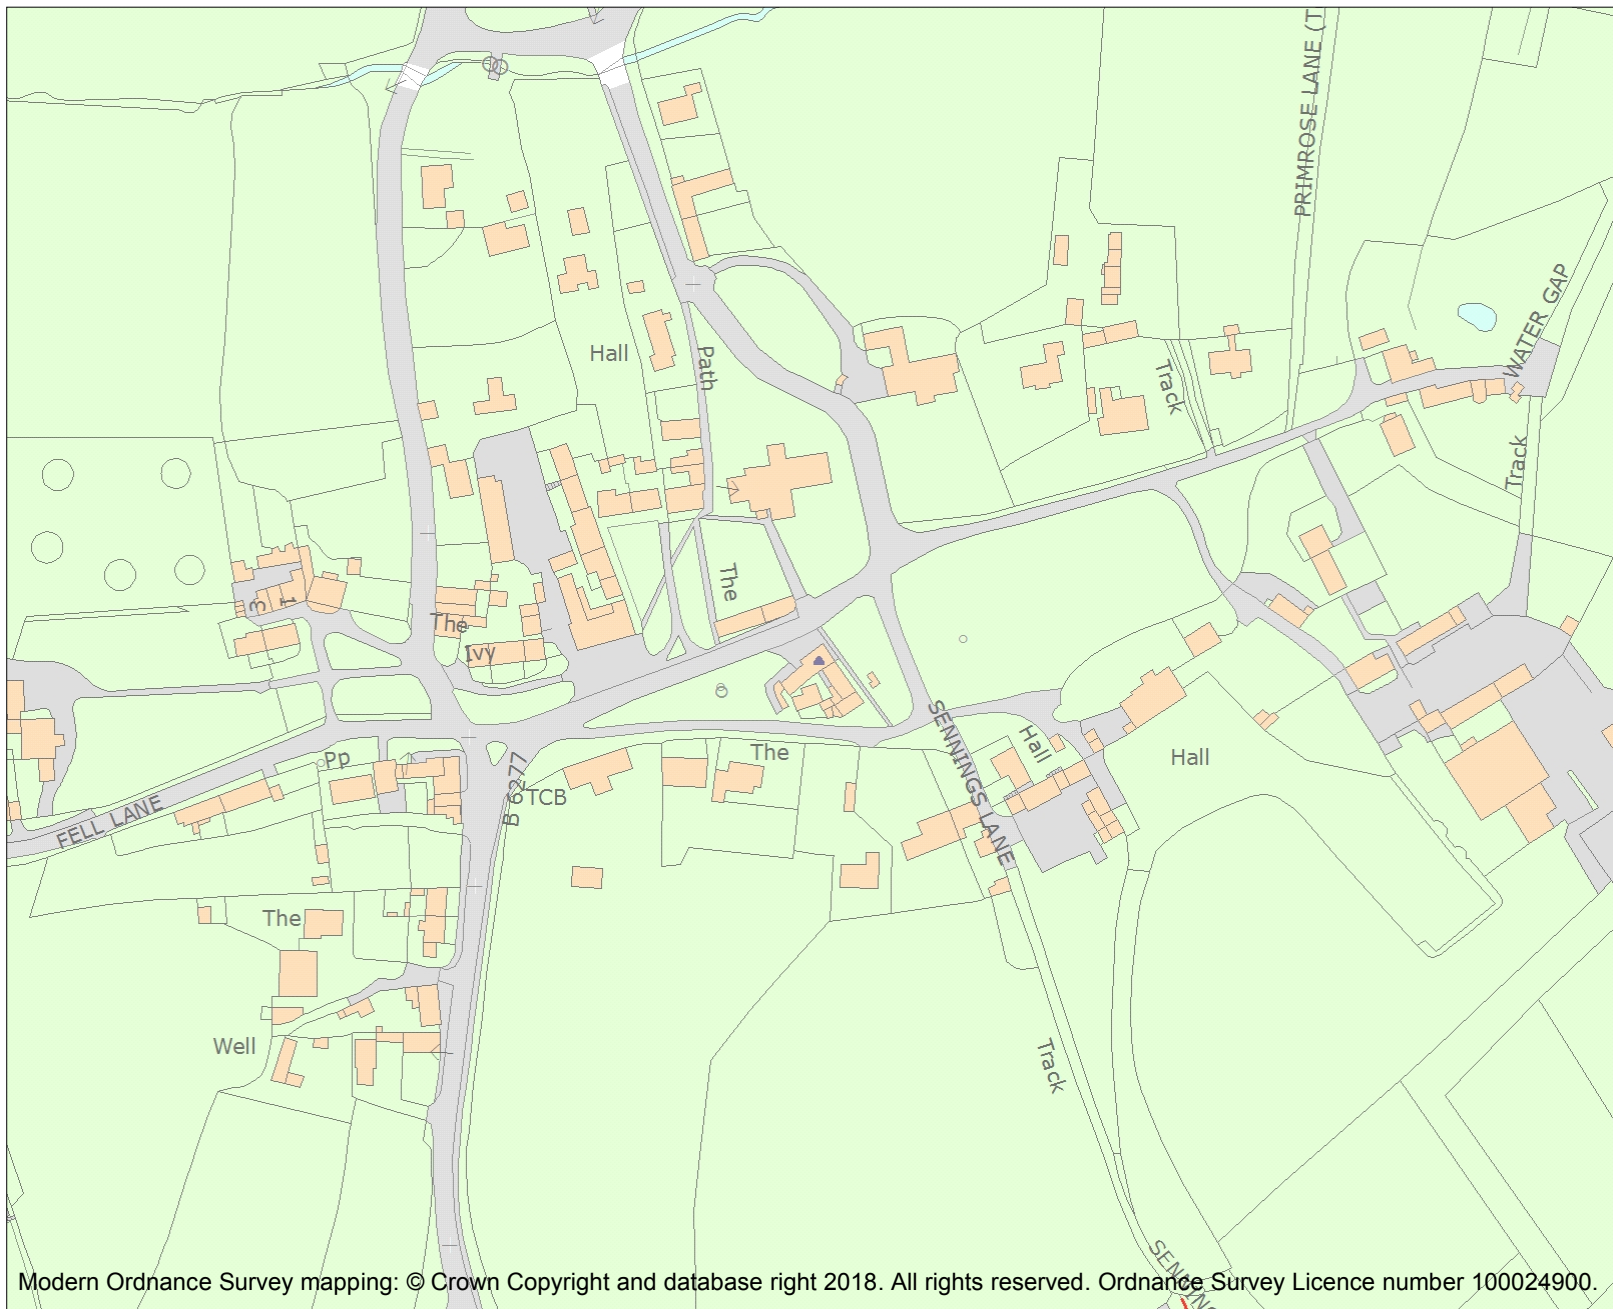 PRIMROSE LANE (T
WATER GAP
Hall
Path
Track
Track
The
3
1
The
Ivy
SENNINGS LANE
Hall
Hall
The
Pp
B 6277
TCB
FELL LANE
The
Well
Track
SENNING
Modern Ordnance Survey mapping: © Crown Copyright and database right 2018. All rights reserved. Ordnance Survey Licence number 100024900.